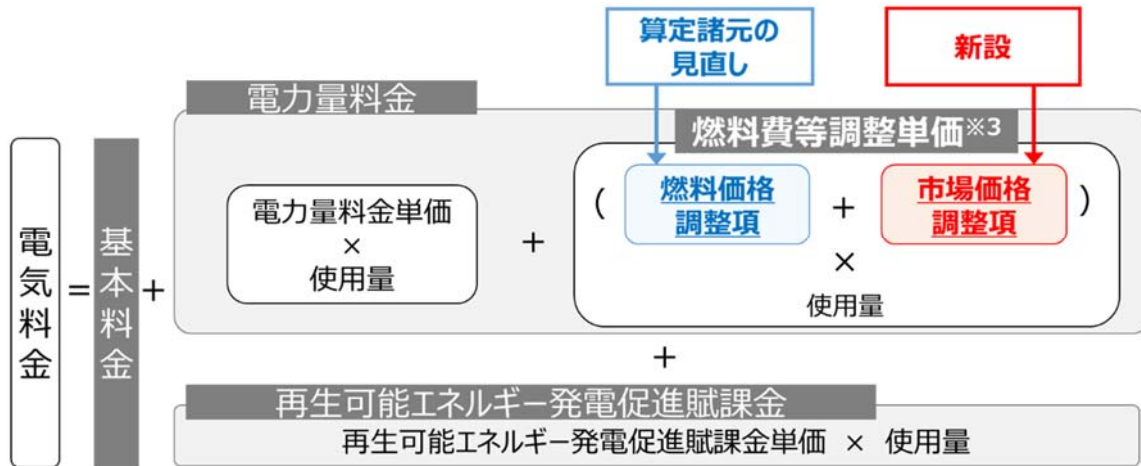 算定諸元の
見直し
新設
電力量料金
燃料費等調整単価※3
電気料金
=
基本料金
+
電力量料金単価
×
使用量
+
(
燃料価格
調整項
+
市場価格
調整項
)
×
使用量
+
再生可能エネルギー発電促進賦課金
再生可能エネルギー発電促進賦課金単価 × 使用量